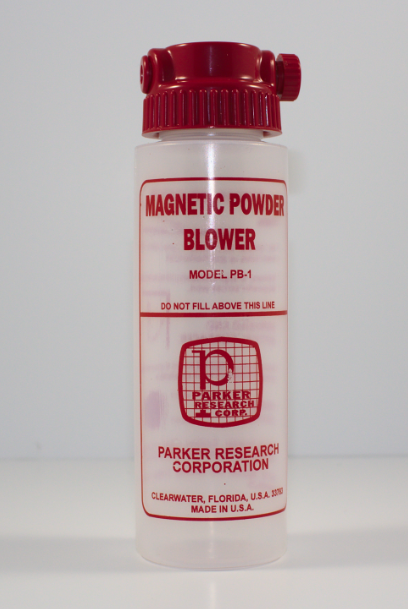 MAGNETIC POWDER
BLOWER
MODEL PB-1
DO NOT FILL ABOVE THIS LINE
p
PARKER
RESEARCH
CORP.
PARKER RESEARCH
CORPORATION
CLEARWATER, FLORIDA, U.S.A. 33763
MADE IN U.S.A.